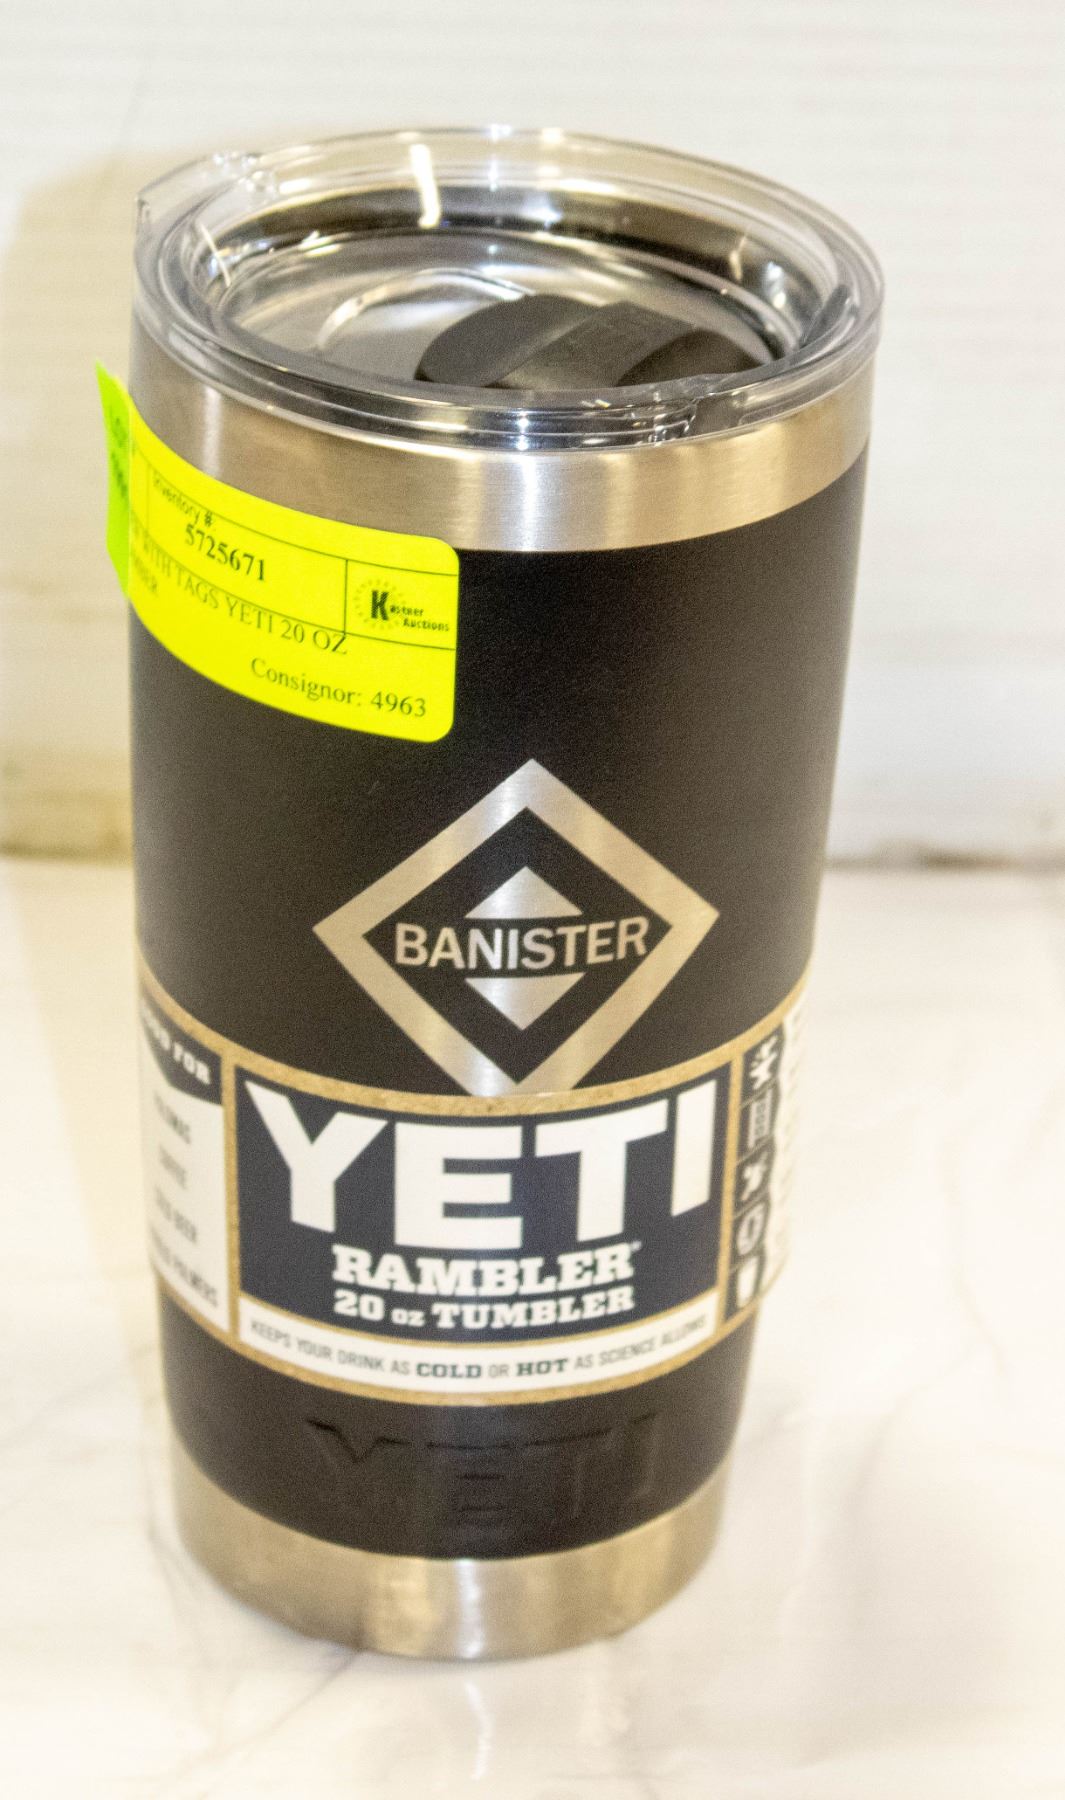 Inventory #
5725671
WITH TAGS YETI 20 OZ
Kastner
Auctions
Consignor: 4963
BANISTER
FOR
YETI
RAMBLER
20 oz TUMBLER
KEEPS YOUR DRINK AS COLD OR HOT AS SCIENCE ALLOWS
YETI